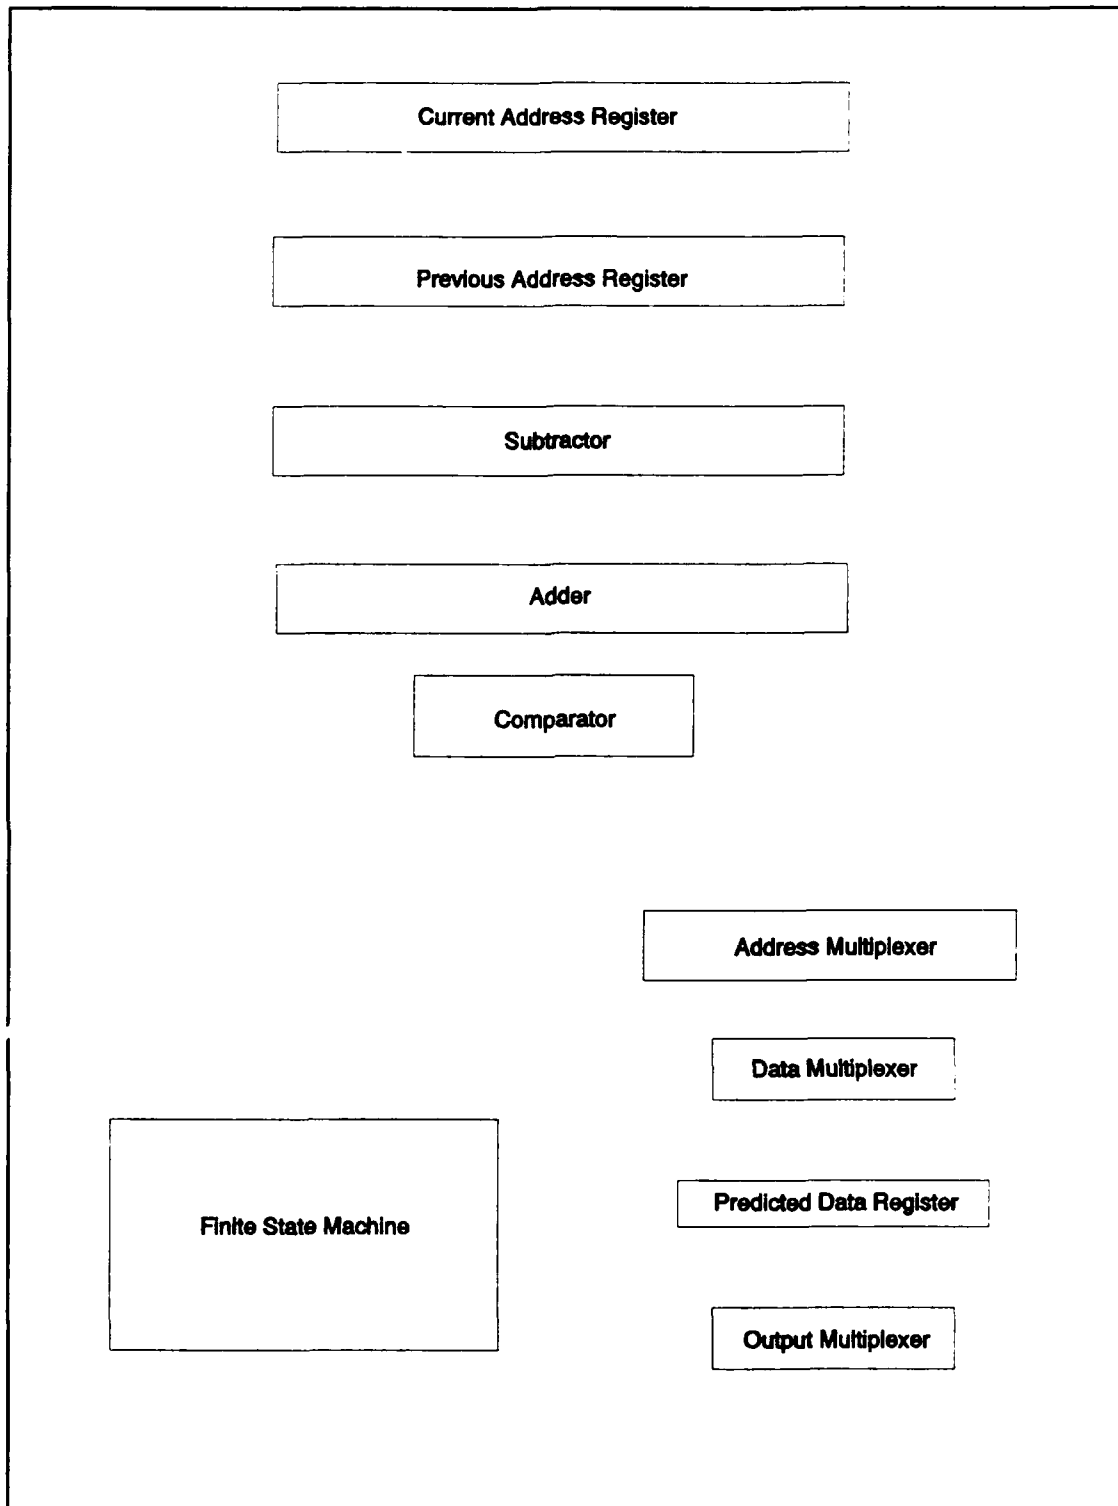 Current Address Register
Previous Address Register
Subtractor
Adder
Comparator
Address Multiplexer
Data Multiplexer
Predicted Data Register
Finite State Machine
Output Multiplexer